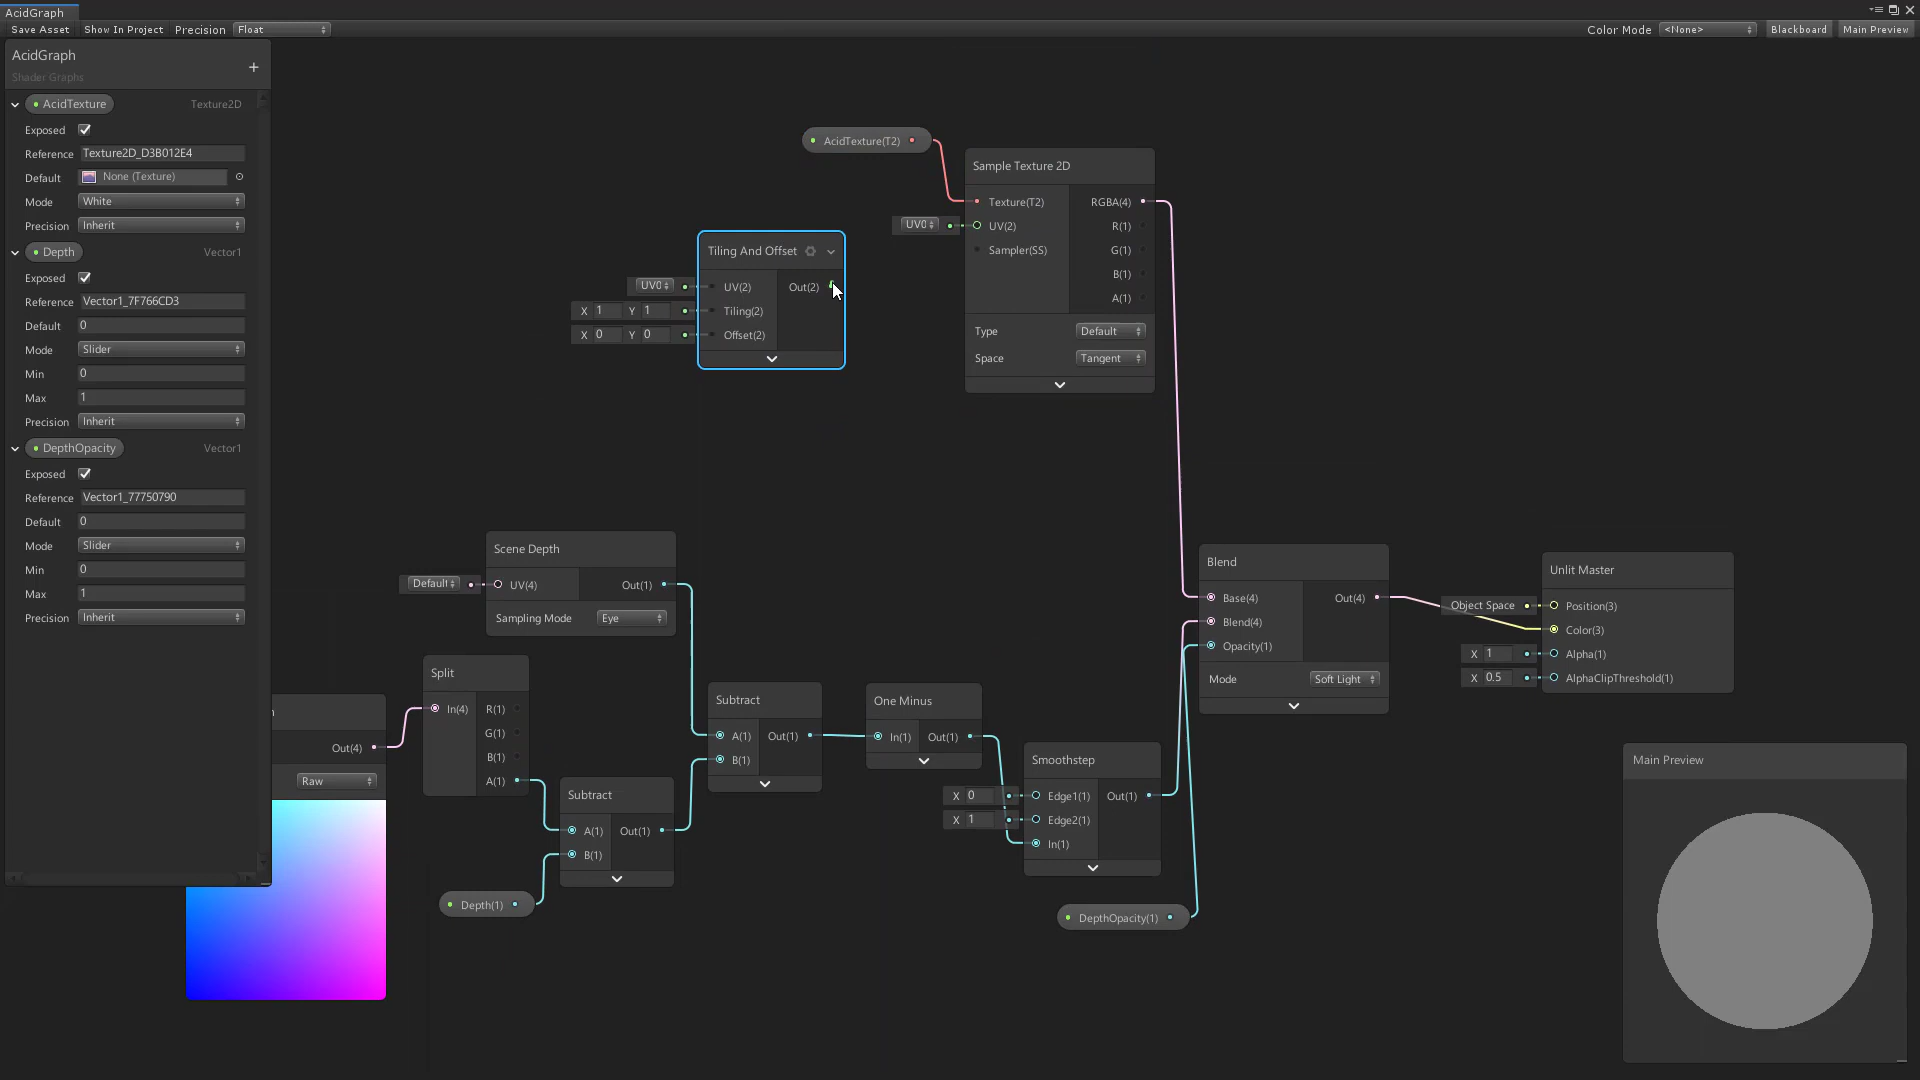 AcidGraph
Save Asset Show In Project Precision Float Color Mode <None> Blackboard Main Preview
AcidGraph
Shader Graphs
+
AcidTexture Texture2D
Exposed
Reference Texture2D_D3B012E4
Default None (Texture)
Mode White
Precision Inherit
Depth Vector1
Exposed
Reference Vector1_7F766CD3
Default 0
Mode Slider
Min 0
Max 1
Precision Inherit
DepthOpacity Vector1
Exposed
Reference Vector1_77750790
Default 0
Mode Slider
Min 0
Max 1
Precision Inherit
AcidTexture(T2)
Sample Texture 2D
Texture(T2) RGBA(4)
UV0 UV(2) R(1)
Sampler(SS) G(1)
B(1)
A(1)
Type Default
Space Tangent
Tiling And Offset
UV0 UV(2) Out(2)
X 1 Y 1 Tiling(2)
X 0 Y 0 Offset(2)
Scene Depth
Default UV(4) Out(1)
Sampling Mode Eye
Split
In(4) R(1)
G(1)
B(1)
A(1)
Out(4)
Raw
Subtract
A(1) Out(1)
B(1)
Depth(1)
Subtract
A(1) Out(1)
B(1)
One Minus
In(1) Out(1)
Smoothstep
X 0 Edge1(1) Out(1)
X 1 Edge2(1)
In(1)
DepthOpacity(1)
Blend
Base(4) Out(4)
Blend(4)
Opacity(1)
Mode Soft Light
Unlit Master
Object Space Position(3)
Color(3)
X 1 Alpha(1)
X 0.5 AlphaClipThreshold(1)
Main Preview